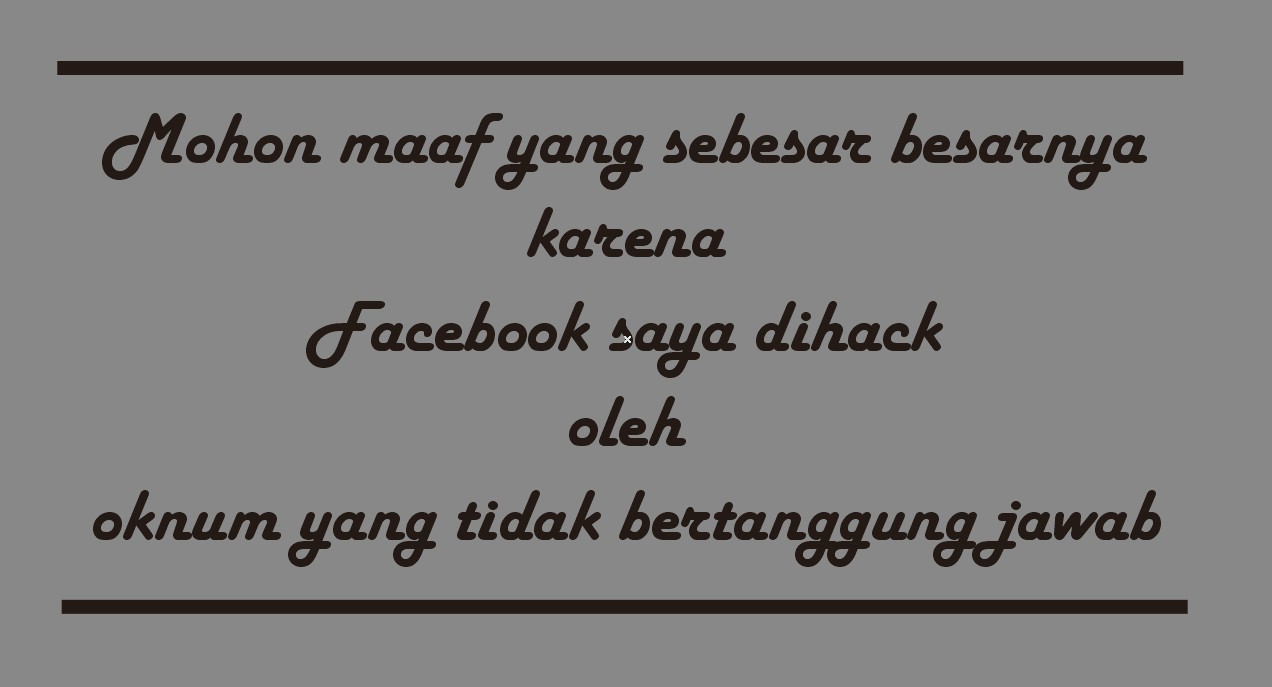 Mohon maaf yang sebesar besarnya
karena
Facebook saya dihack
oleh
oknum yang tidak bertanggung jawab